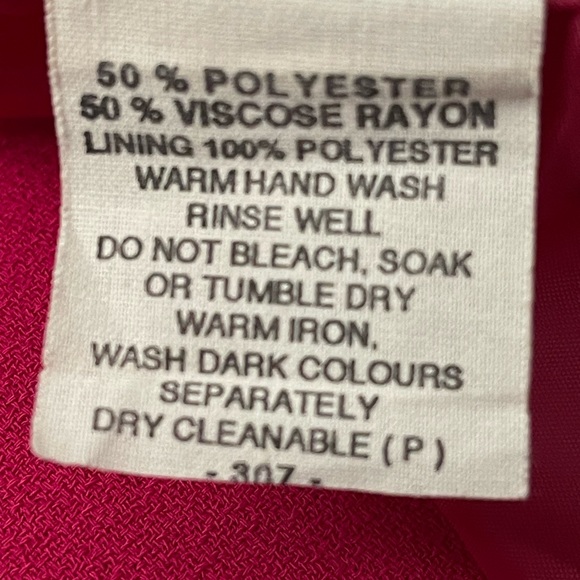 50 % POLYESTER
50 % VISCOSE RAYON
LINING 100% POLYESTER
WARM HAND WASH
RINSE WELL
DO NOT BLEACH, SOAK
OR TUMBLE DRY
WARM IRON.
WASH DARK COLOURS
SEPARATELY
DRY CLEANABLE ( P )
- 307 -